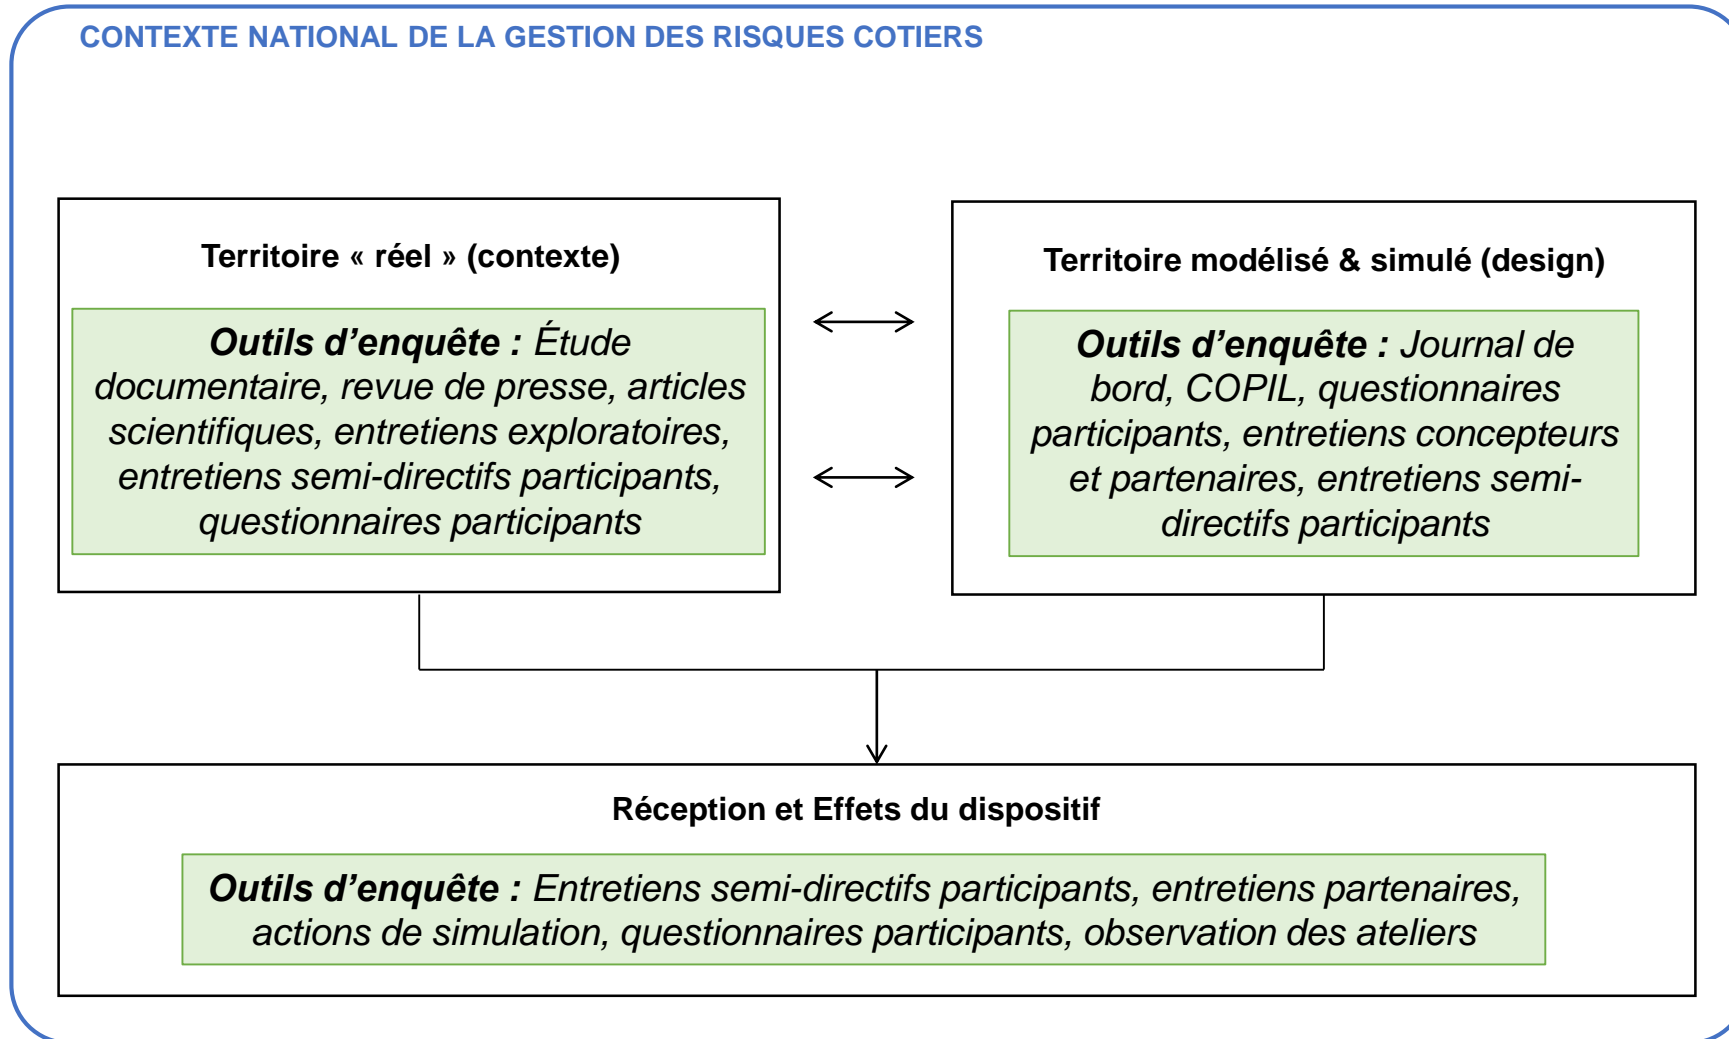 CONTEXTE NATIONAL DE LA GESTION DES RISQUES COTIERS
Territoire « réel » (contexte)
Outils d’enquête : Étude
documentaire, revue de presse, articles
scientifiques, entretiens exploratoires,
entretiens semi-directifs participants,
questionnaires participants
Territoire modélisé & simulé (design)
Outils d’enquête : Journal de
bord, COPIL, questionnaires
participants, entretiens concepteurs
et partenaires, entretiens semi-
directifs participants
Réception et Effets du dispositif
Outils d’enquête : Entretiens semi-directifs participants, entretiens partenaires,
actions de simulation, questionnaires participants, observation des ateliers